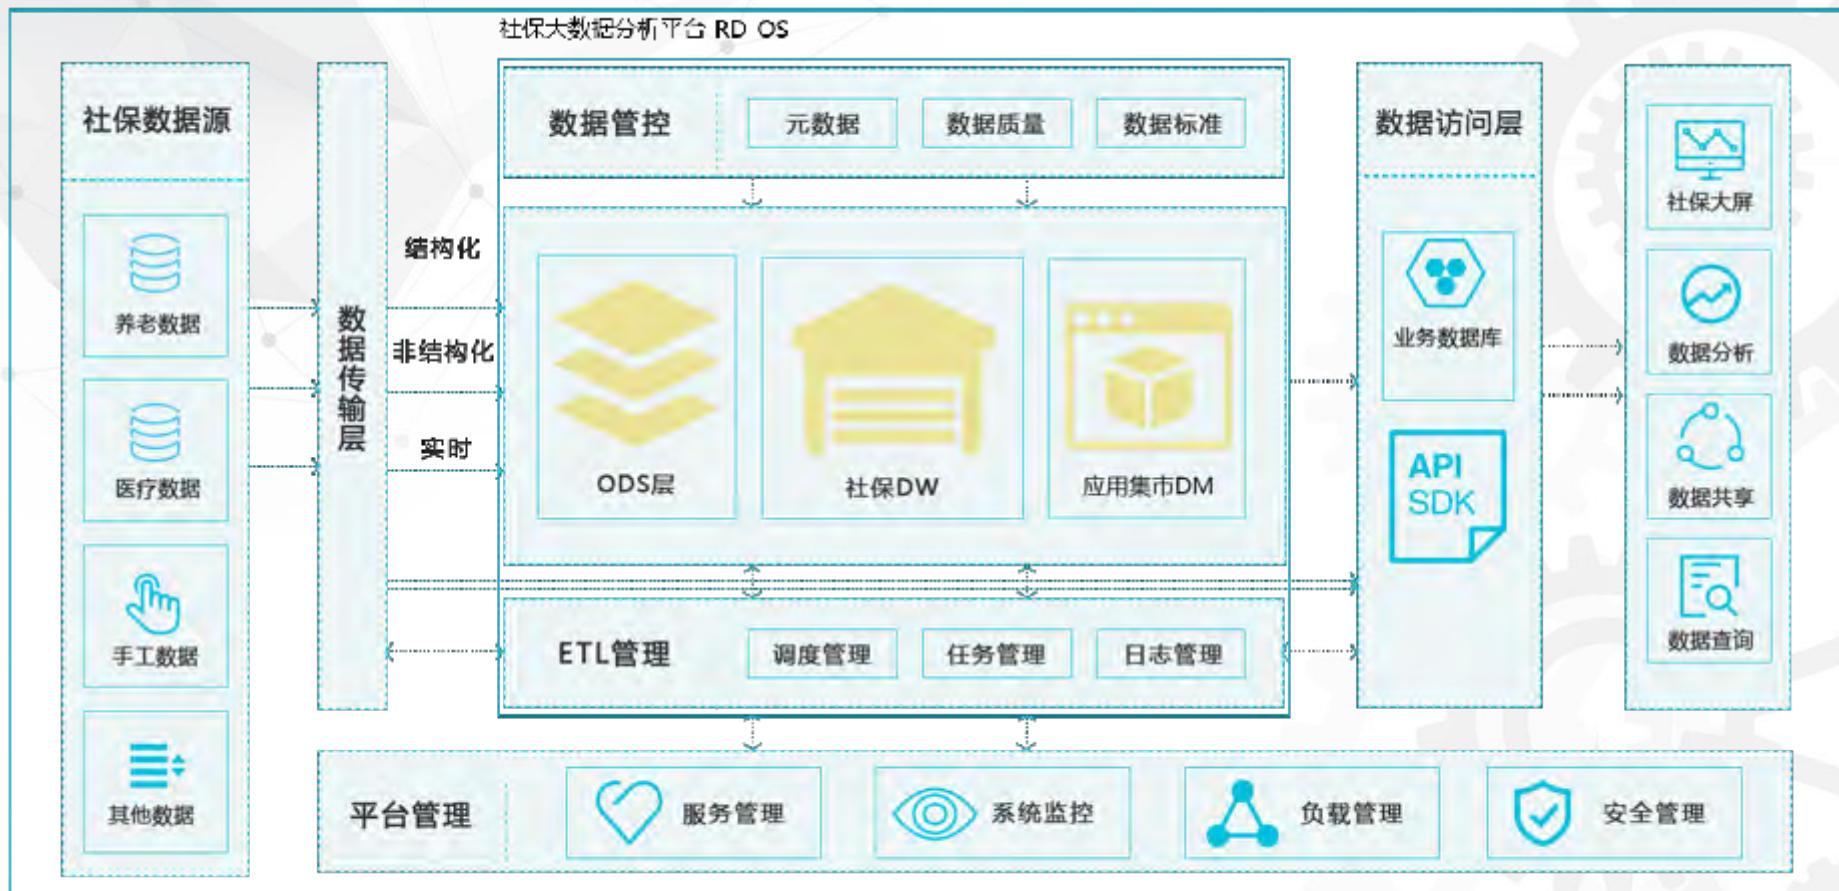 社保大数据分析平台 RD OS
社保数据源
养老数据
医疗数据
手工数据
其他数据
数据传输层
结构化
非结构化
实时
数据管控
元数据
数据质量
数据标准
ODS层
社保DW
应用集市DM
ETL管理
调度管理
任务管理
日志管理
数据访问层
业务数据库
API
SDK
社保大屏
数据分析
数据共享
数据查询
平台管理
服务管理
系统监控
负载管理
安全管理